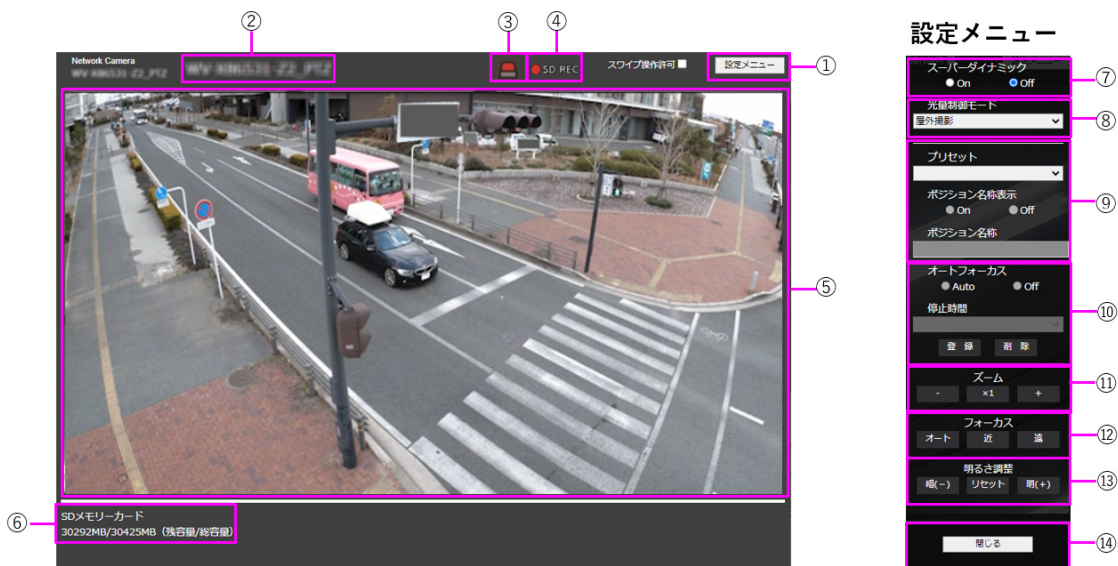 ② ③ ④
設定メニュー
Network Camera
SD REC
スワイプ操作許可
設定メニュー
①
スーパーダイナミック
On Off
⑦
光量制御モード
屋外撮影
⑧
プリセット
ポジション名称表示
On Off
ポジション名称
⑨
⑤
オートフォーカス
Auto Off
停止時間
登 録 削 除
⑩
ズーム
- ×1 +
⑪
フォーカス
オート 近 遠
⑫
明るさ調整
暗(-) リセット 明(+)
⑬
⑥
SDメモリーカード
30292MB/30425MB (残容量/総容量)
閉じる
⑭